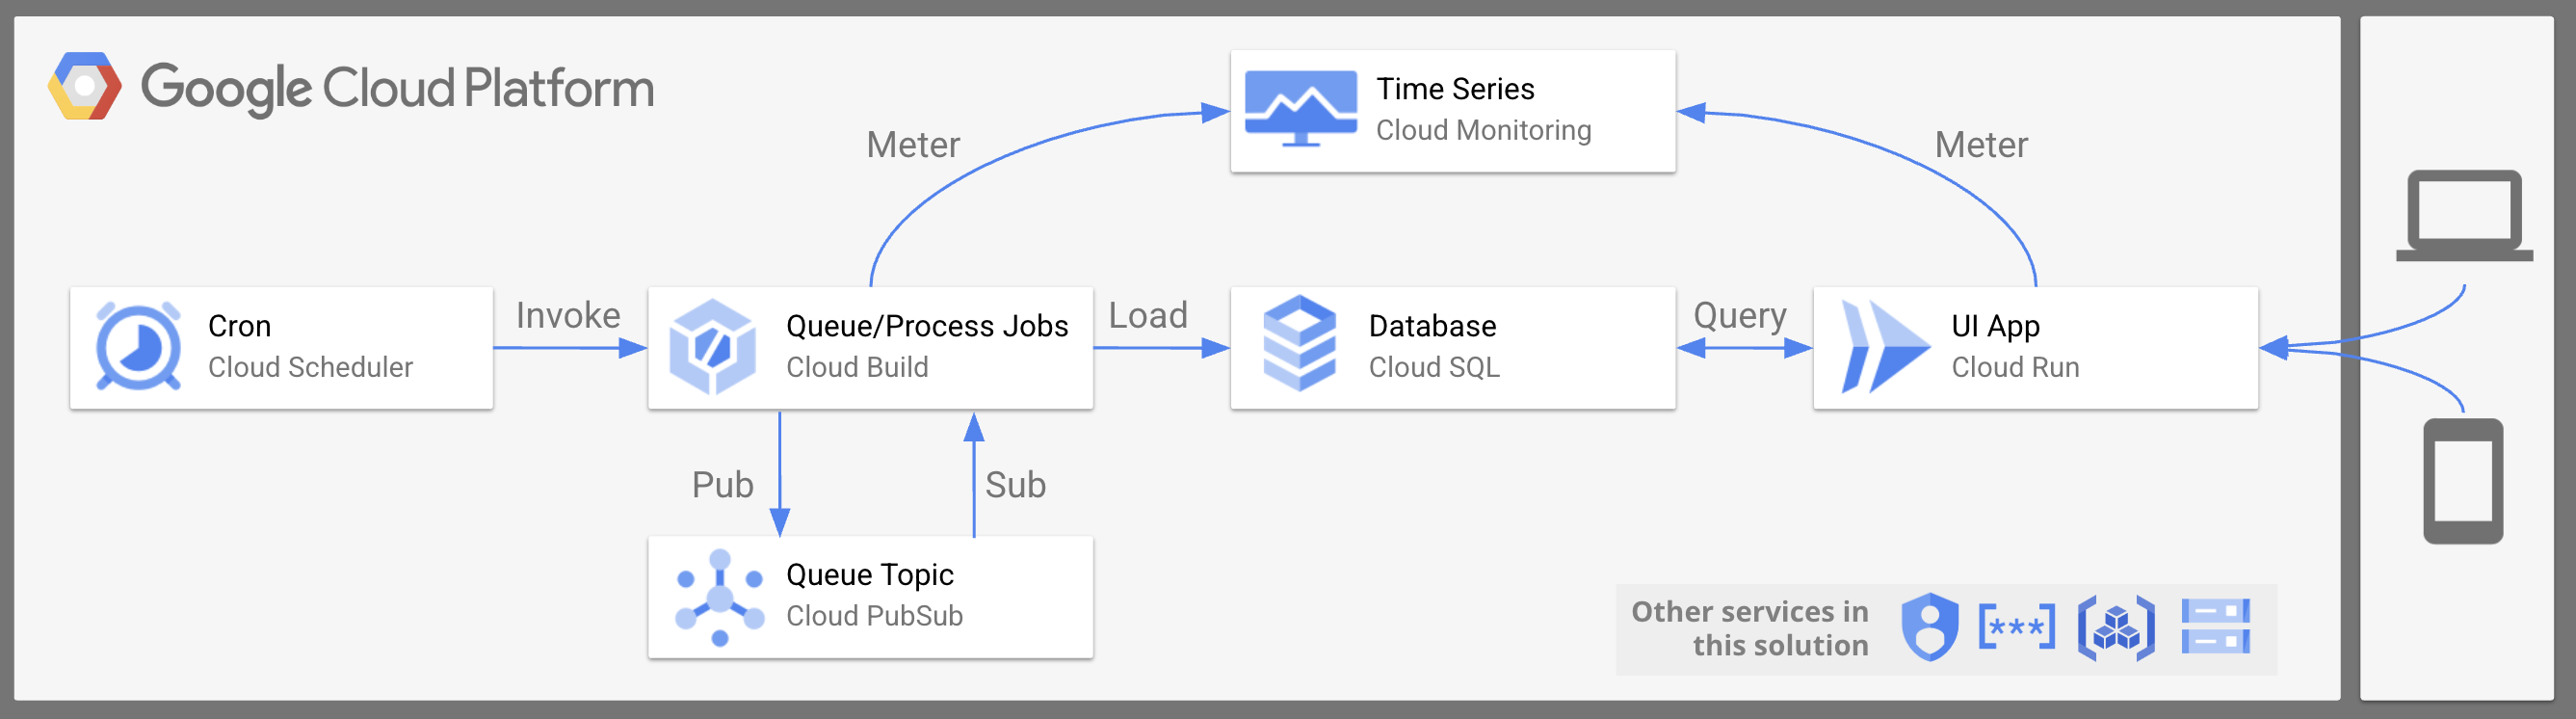 Google Cloud Platform
Time Series
Cloud Monitoring
Meter
Meter
Cron
Cloud Scheduler
Invoke
Queue/Process Jobs
Cloud Build
Load
Database
Cloud SQL
Query
UI App
Cloud Run
Pub
Sub
Queue Topic
Cloud PubSub
Other services in
this solution
[***]